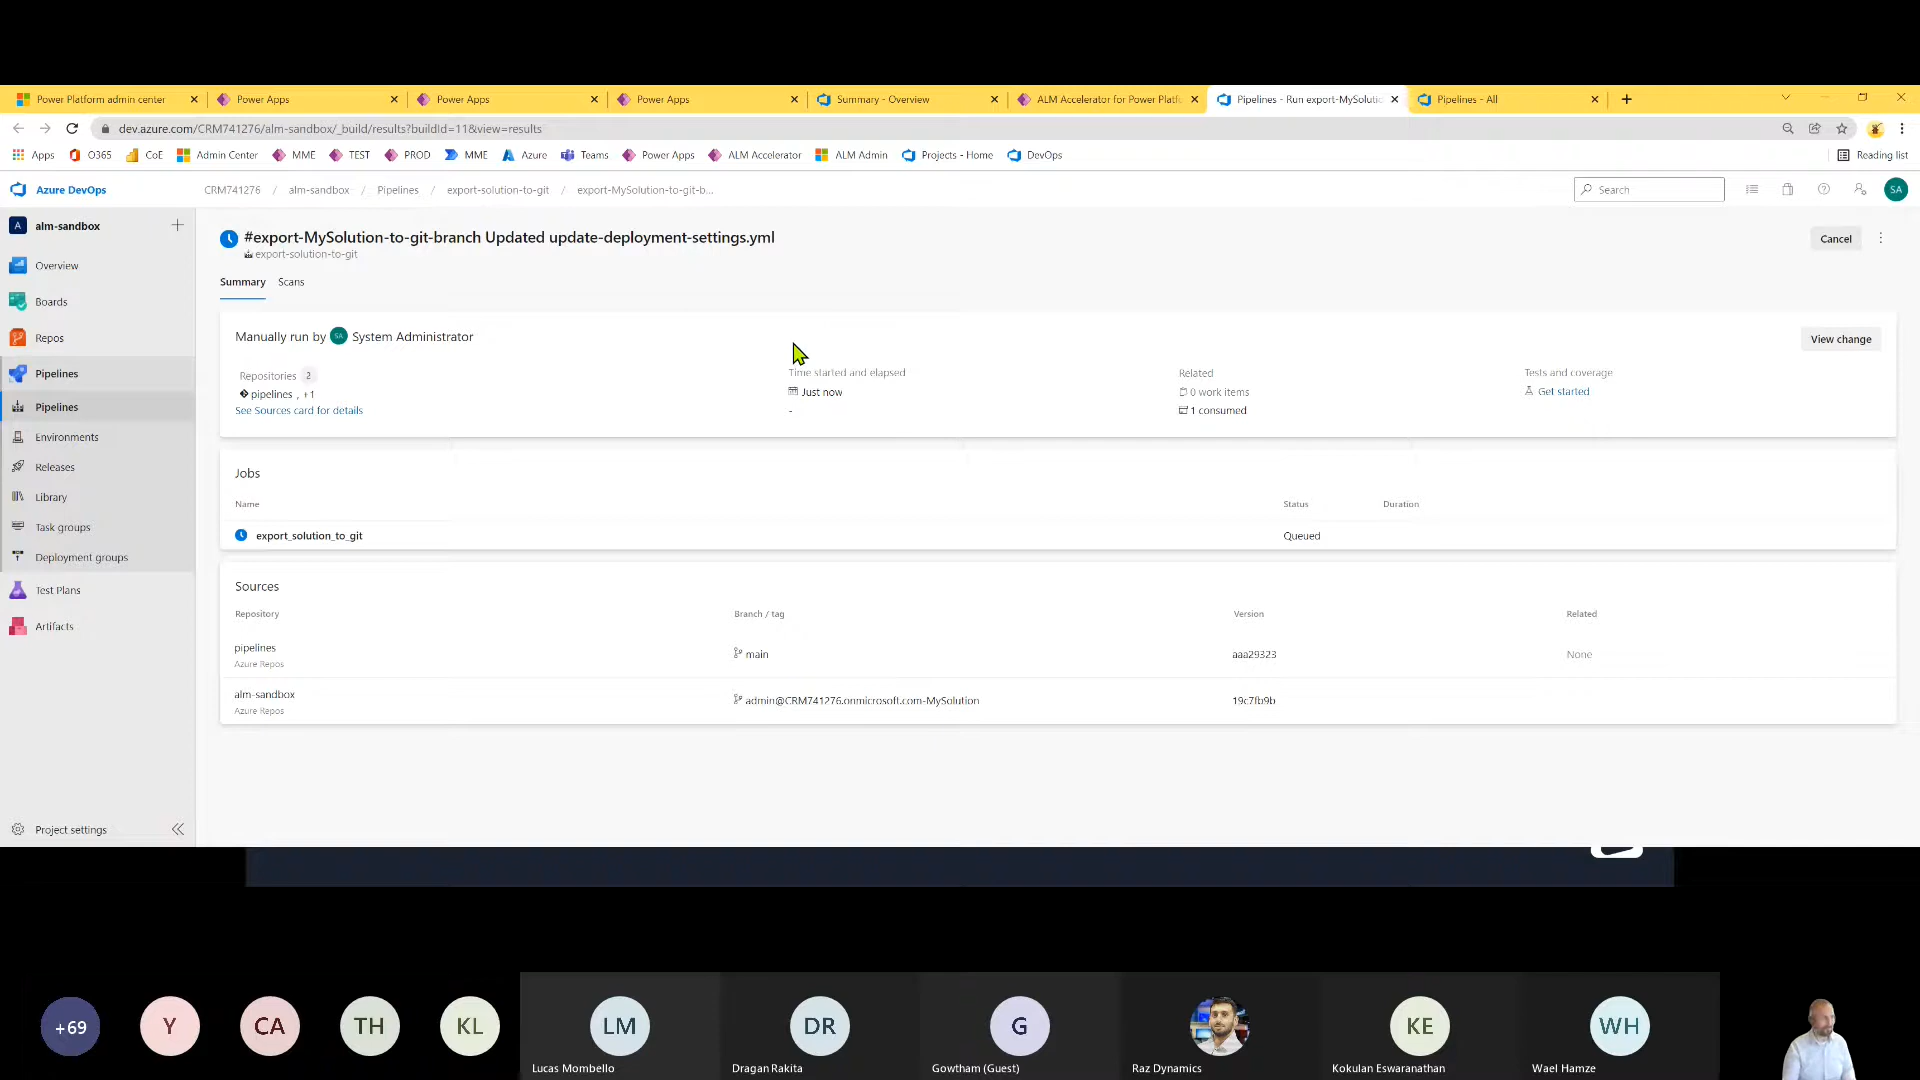 Power Platform admin center
Power Apps
Power Apps
Power Apps
Summary - Overview
ALM Accelerator for Power Platf
Pipelines - Run export-MySolutio
Pipelines - All
dev.azure.com/CRM741276/alm-sandbox/_build/results?buildId=11&view=results
Apps O365 CoE Admin Center MME TEST PROD MME Azure Teams Power Apps ALM Accelerator ALM Admin Projects - Home DevOps Reading list
Azure DevOps
CRM741276 / alm-sandbox / Pipelines / export-solution-to-git / export-MySolution-to-git-b...
Search
SA
A alm-sandbox
Overview
Boards
Repos
Pipelines
Pipelines
Environments
Releases
Library
Task groups
Deployment groups
Test Plans
Artifacts
Project settings
#export-MySolution-to-git-branch Updated update-deployment-settings.yml
export-solution-to-git
Cancel
Summary Scans
Manually run by SA System Administrator
View change
Repositories 2
pipelines , +1
See Sources card for details
Time started and elapsed
Just now
-
Related
0 work items
1 consumed
Tests and coverage
Get started
Jobs
Name Status Duration
export_solution_to_git Queued
Sources
Repository Branch / tag Version Related
pipelines
Azure Repos
main aaa29323 None
alm-sandbox
Azure Repos
admin@CRM741276.onmicrosoft.com-MySolution 19c7fb9b
+69 Y CA TH KL LM DR G KE WH
Lucas Mombello Dragan Rakita Gowtham (Guest) Raz Dynamics Kokulan Eswaranathan Wael Hamze